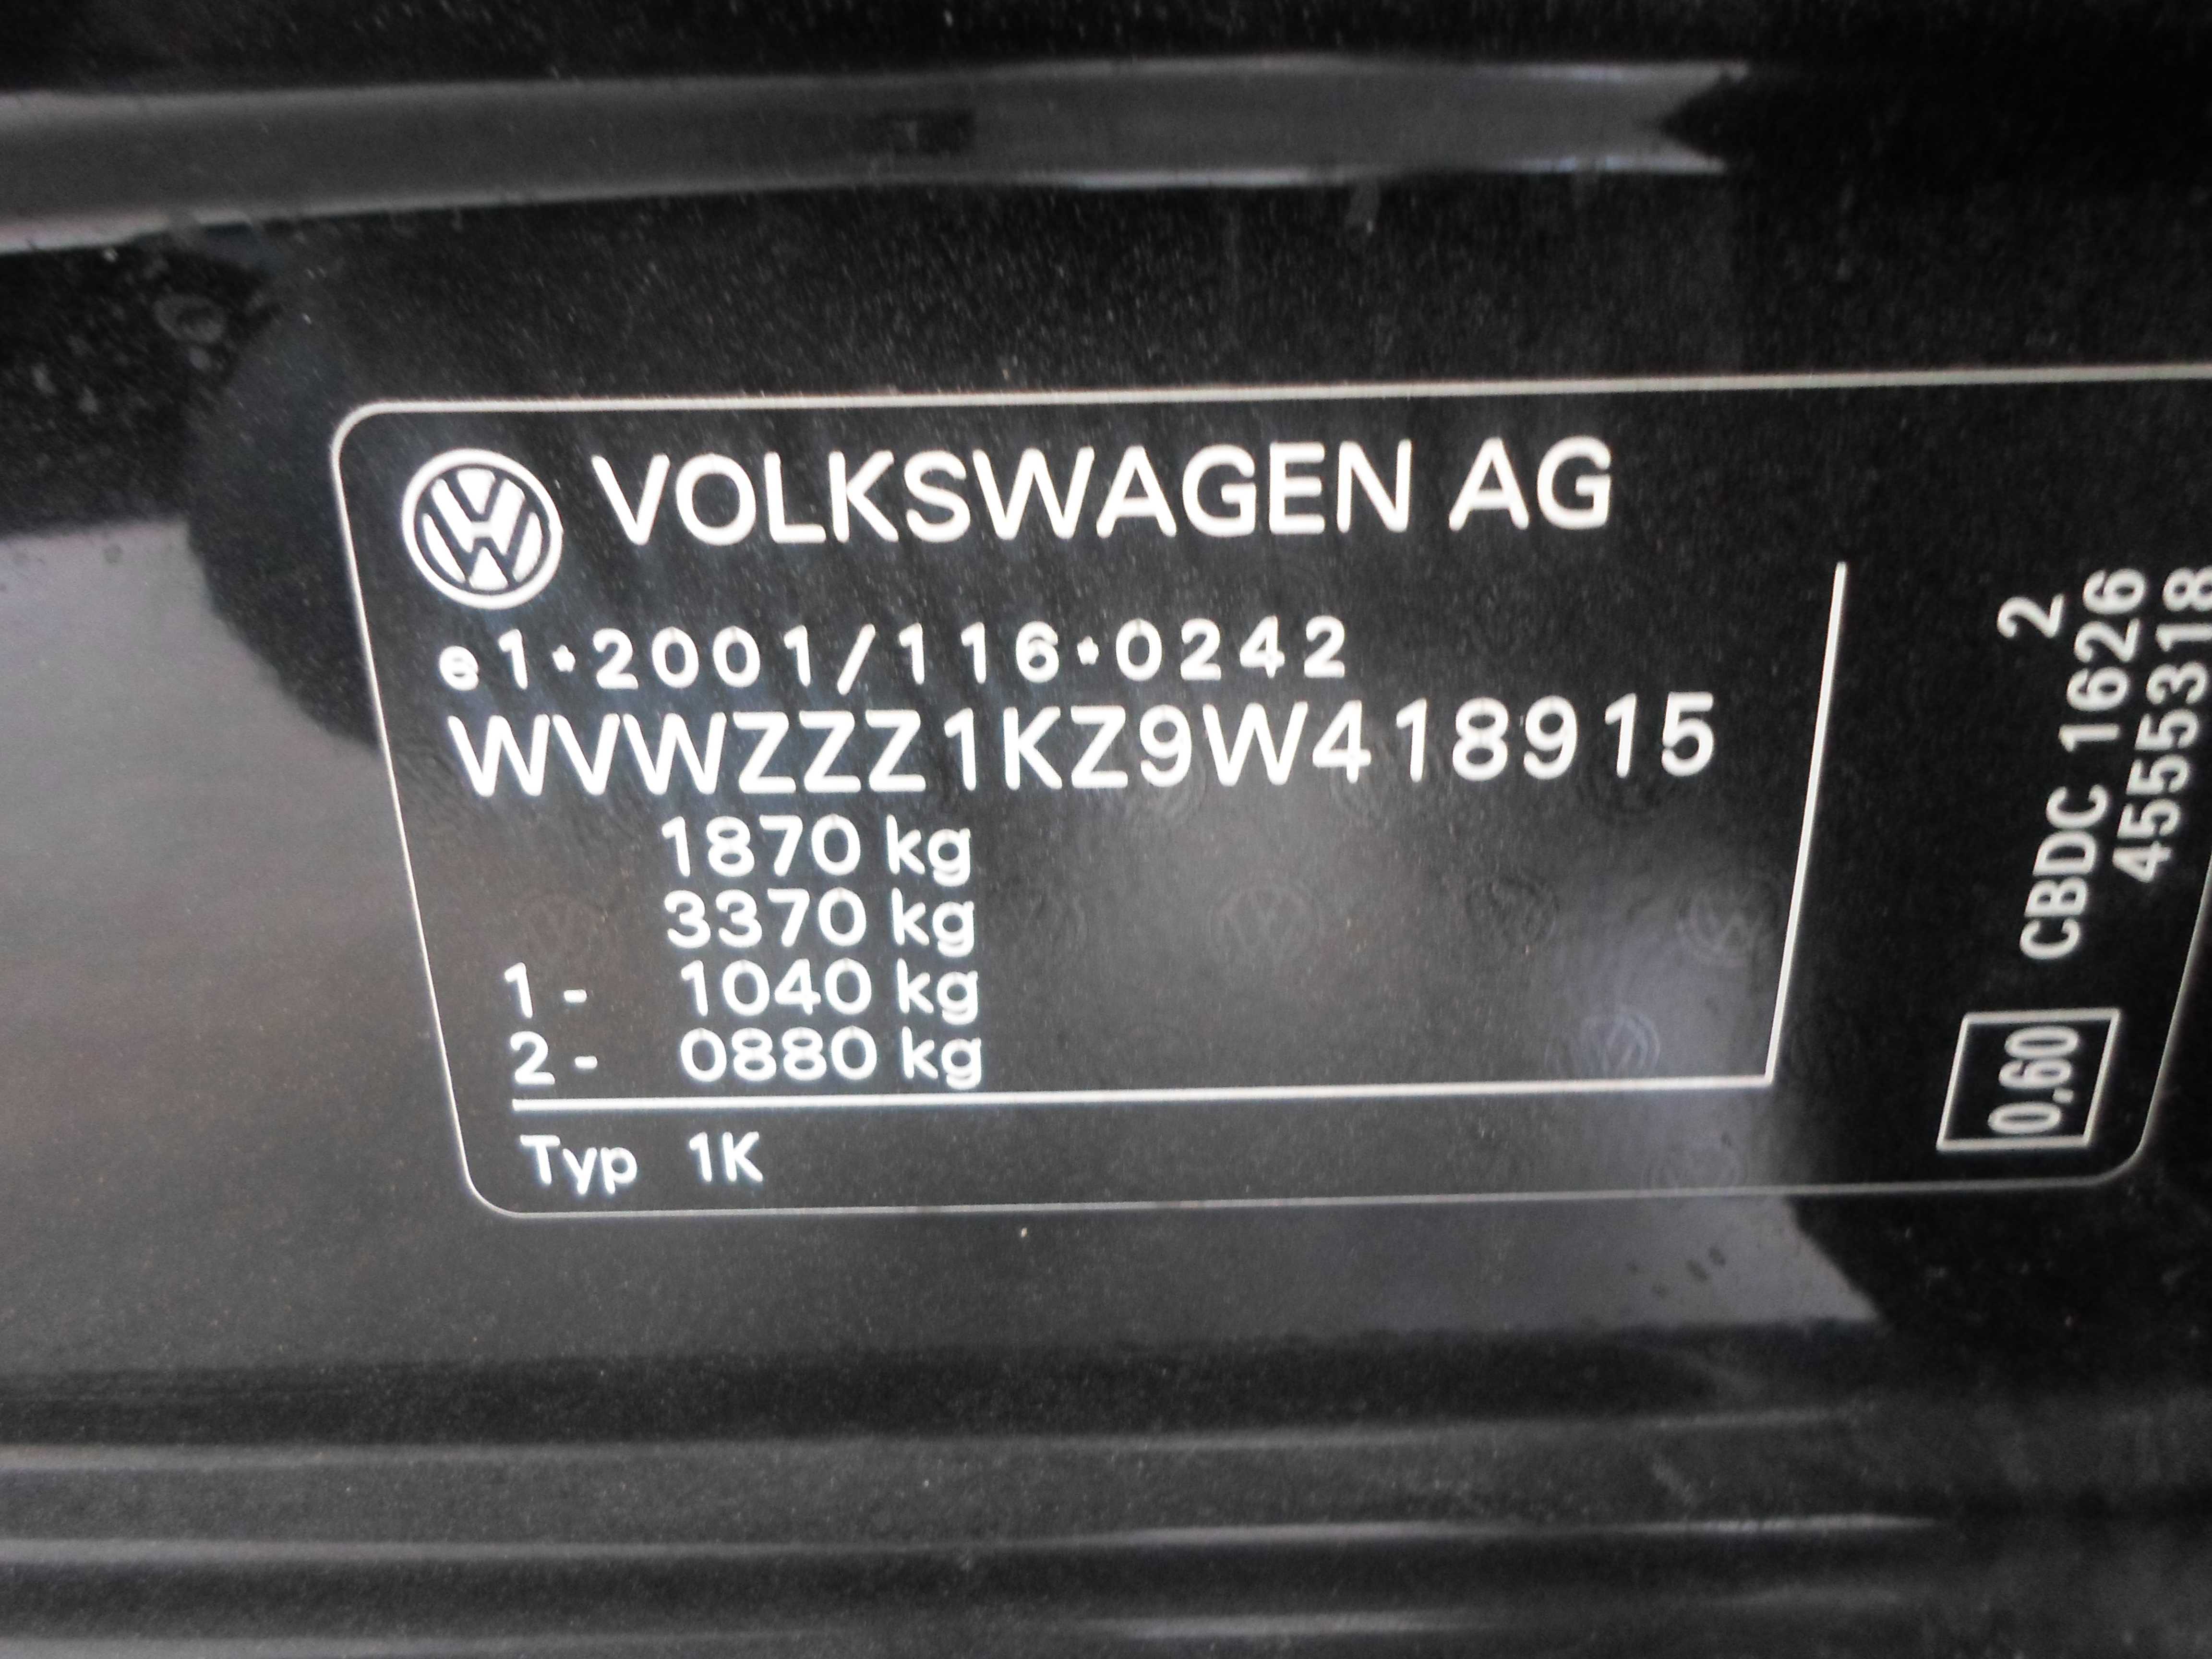 VOLKSWAGEN AG
e1*2001/116*0242
WVWZZZ1KZ9W418915
1870 kg
3370 kg
1- 1040 kg
2- 0880 kg
Typ 1K
2
CBDC 1626
4555318
0,60